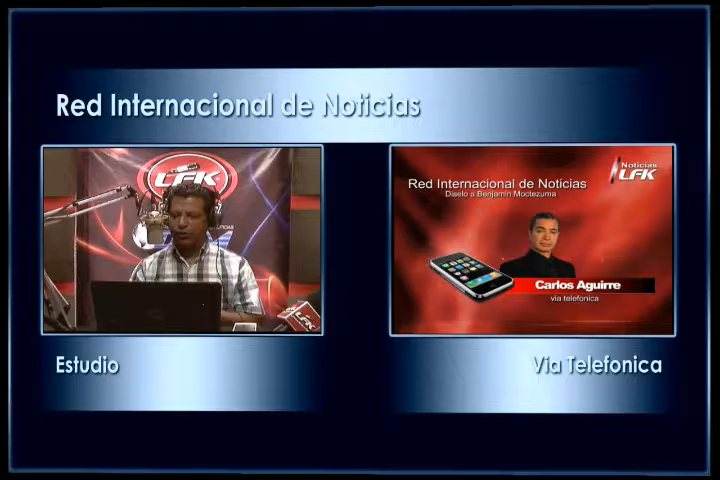 Red Internacional de Noticias
LFK
LFK
Noticias
LFK
Red Internacional de Noticias
Diselo a Benjamin Moctezuma
Carlos Aguirre
via telefonica
Estudio
Via Telefonica